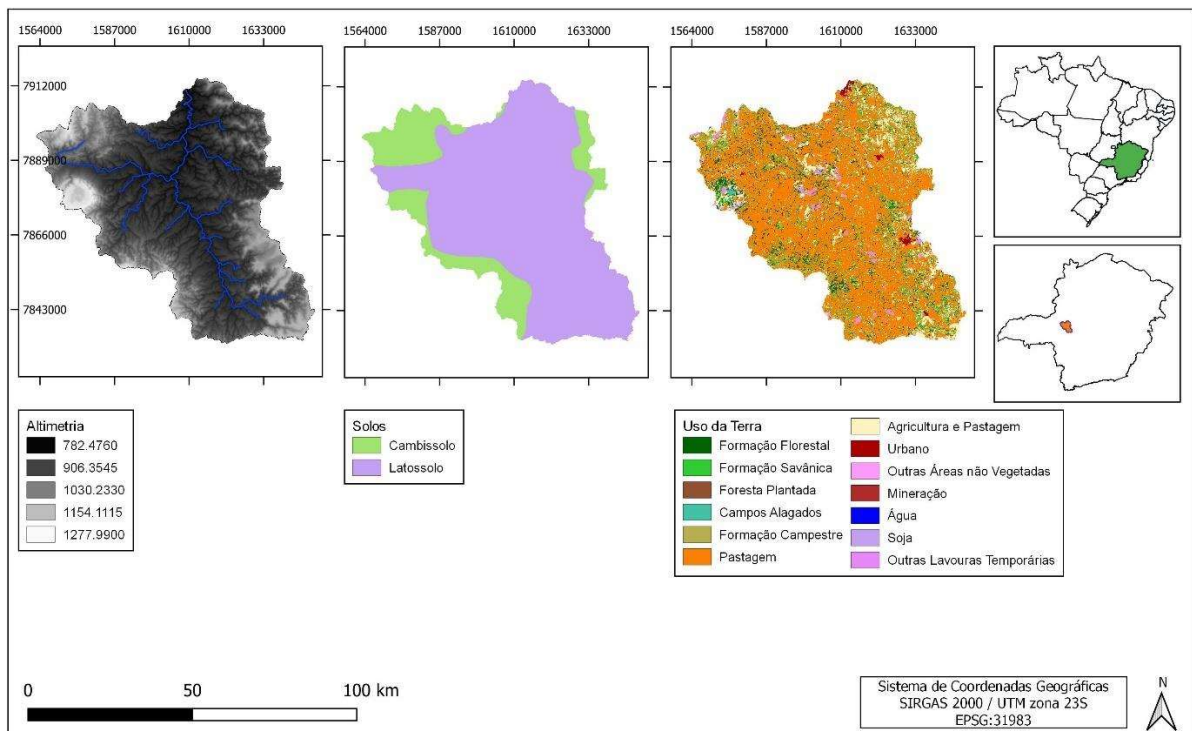 1564000 1587000 1610000 1633000
1564000 1587000 1610000 1633000
1564000 1587000 1610000 1633000
7912000
7889000
7866000
7843000
Altimetria
782.4760
906.3545
1030.2330
1154.1115
1277.9900
Solos
Cambissolo
Latossolo
Uso da Terra
Formação Florestal
Formação Savânica
Foresta Plantada
Campos Alagados
Formação Campestre
Pastagem
Agricultura e Pastagem
Urbano
Outras Áreas não Vegetadas
Mineração
Água
Soja
Outras Lavouras Temporárias
0 50 100 km
Sistema de Coordenadas Geográficas
SIRGAS 2000 / UTM zona 23S
EPSG:31983
N